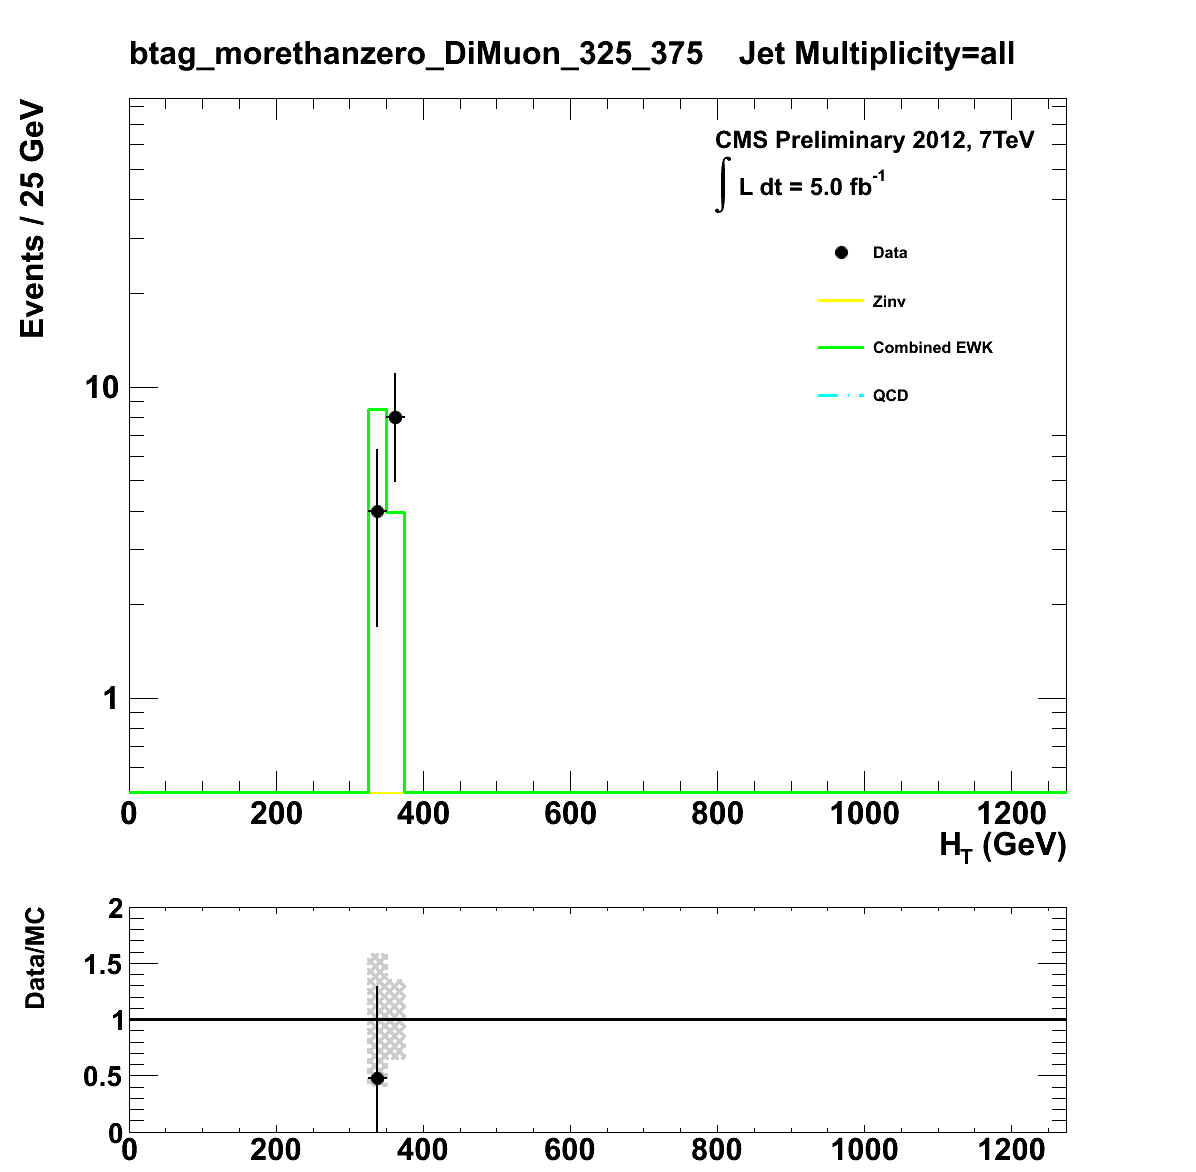 btag_morethanzero_DiMuon_325_375    Jet Multiplicity=all
Events / 25 GeV
CMS Preliminary 2012, 7TeV
∫ L dt = 5.0 fb-1
Data
Zinv
Combined EWK
QCD
10
1
0 200 400 600 800 1000 1200
HT (GeV)
Data/MC
2
1.5
1
0.5
0
0 200 400 600 800 1000 1200